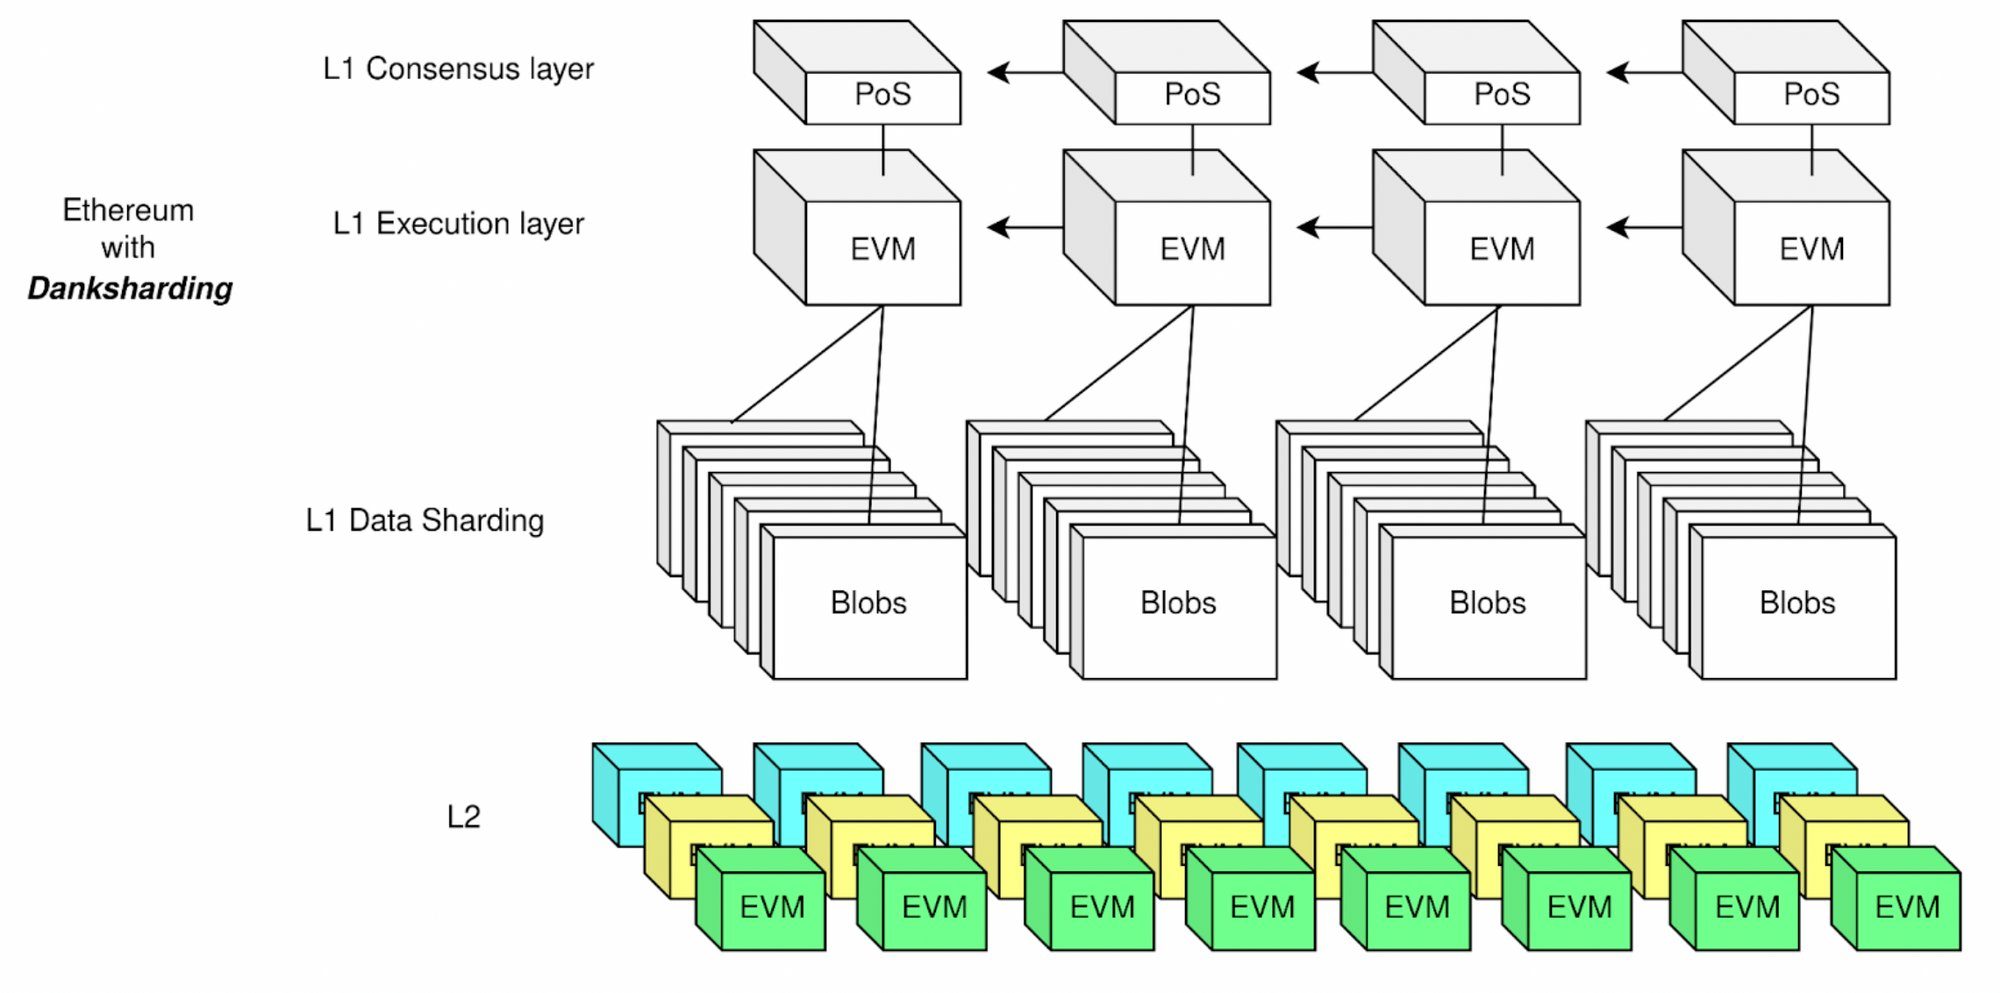 L1 Consensus layer
PoS
PoS
PoS
PoS
Ethereum
with
Danksharding
L1 Execution layer
EVM
EVM
EVM
EVM
L1 Data Sharding
Blobs
Blobs
Blobs
Blobs
L2
EVM
EVM
EVM
EVM
EVM
EVM
EVM
EVM